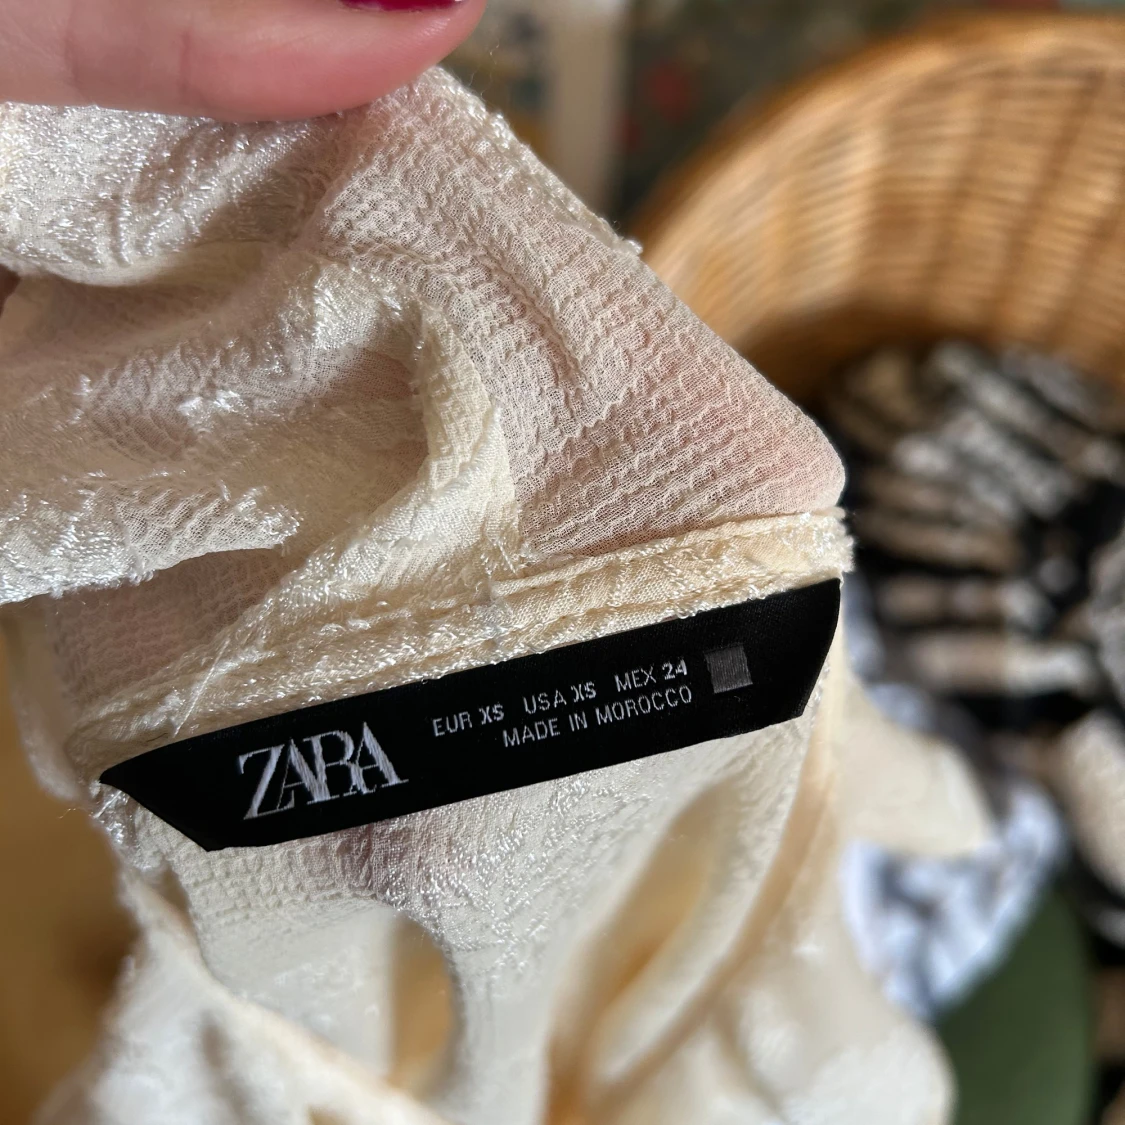 ZARA
EUR XS USA XS MEX 24
MADE IN MOROCCO